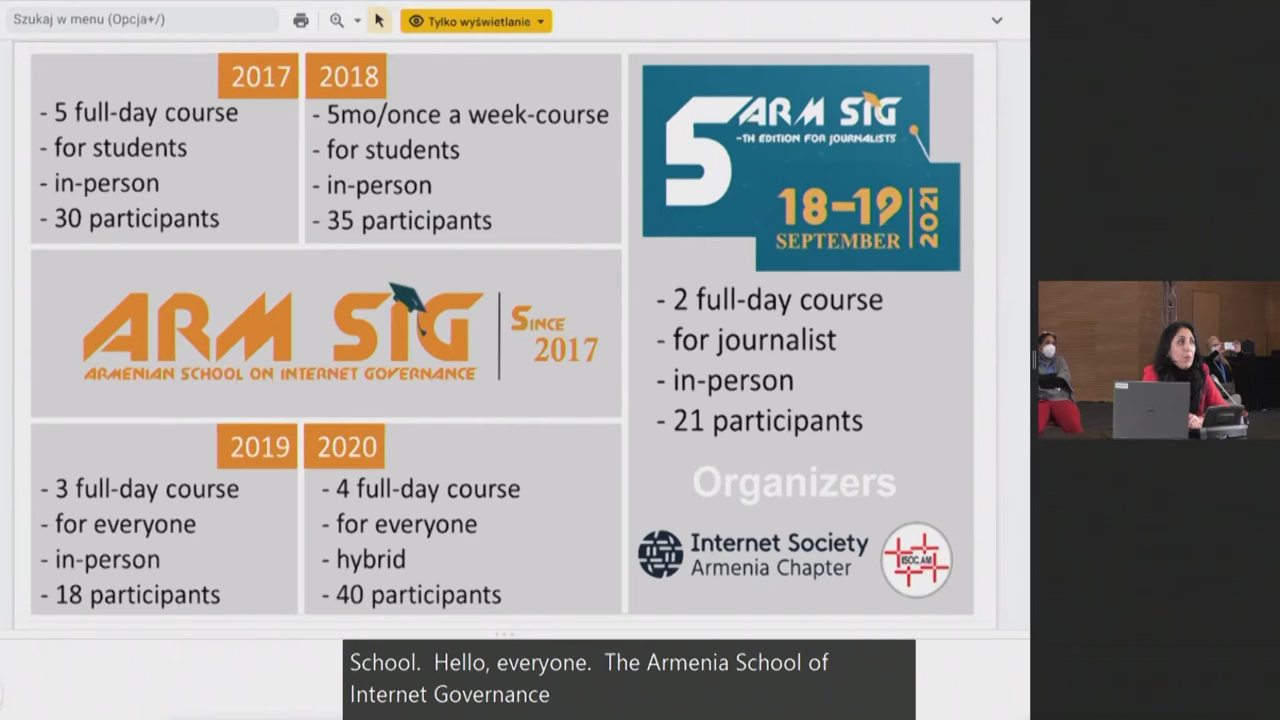 Szukaj w menu (Opcja+/)
Tylko wyświetlanie
2017
- 5 full-day course
- for students
- in-person
- 30 participants
2018
- 5mo/once a week-course
- for students
- in-person
- 35 participants
ARM SIG
ARMENIAN SCHOOL ON INTERNET GOVERNANCE
SINCE
2017
2019
- 3 full-day course
- for everyone
- in-person
- 18 participants
2020
- 4 full-day course
- for everyone
- hybrid
- 40 participants
5 ARM SIG
-TH EDITION FOR JOURNALISTS
18-19
SEPTEMBER
2021
- 2 full-day course
- for journalist
- in-person
- 21 participants
Organizers
Internet Society
Armenia Chapter
ISOC.AM
School. Hello, everyone. The Armenia School of
Internet Governance